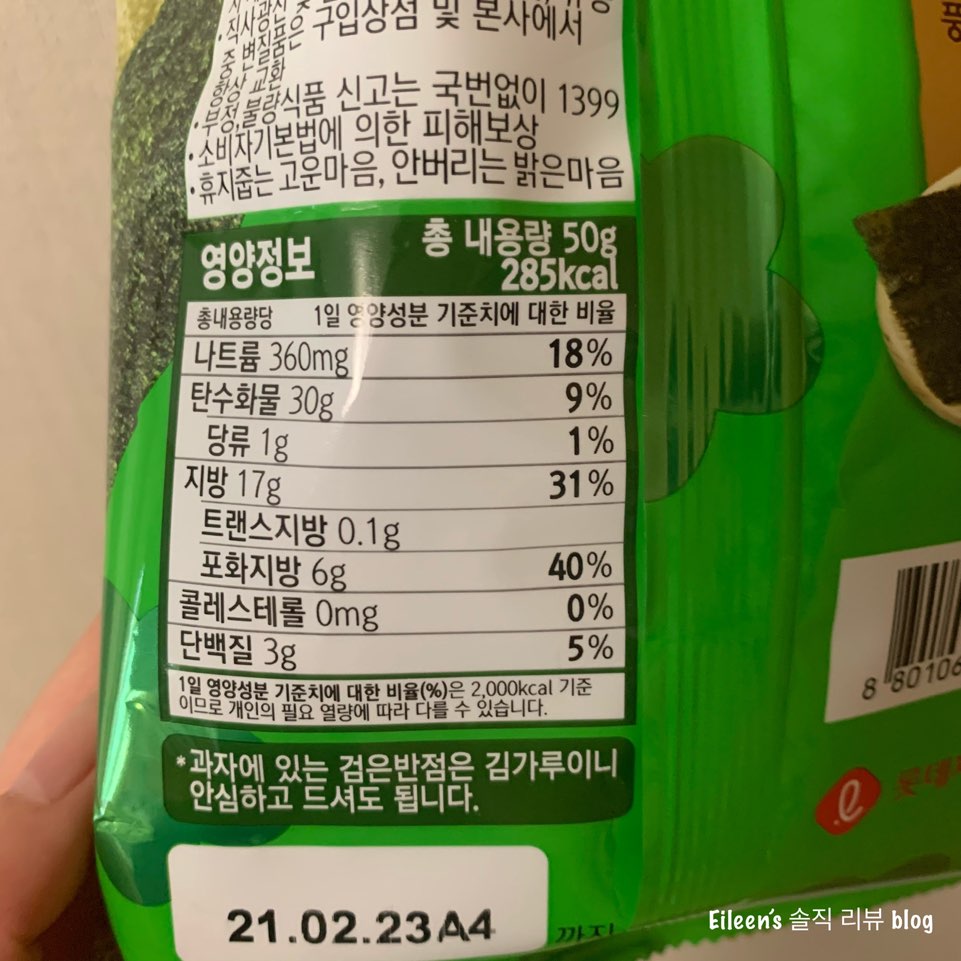 구입상점 및 본사에서
교환
•부정,불량식품 신고는 국번없이 1399
•소비자기본법에 의한 피해보상
•휴지줍는 고운마음, 안버리는 밝은마음
영양정보
총 내용량 50g
285kcal
총내용량당 1일 영양성분 기준치에 대한 비율
나트륨 360mg 18%
탄수화물 30g 9%
당류 1g 1%
지방 17g 31%
트랜스지방 0.1g
포화지방 6g 40%
콜레스테롤 0mg 0%
단백질 3g 5%
1일 영양성분 기준치에 대한 비율(%)은 2,000kcal 기준
이므로 개인의 필요 열량에 따라 다를 수 있습니다.
*과자에 있는 검은반점은 김가루이니
안심하고 드셔도 됩니다.
21.02.23A4 까지
8 80106
롯데
Eileen's 솔직 리뷰 blog